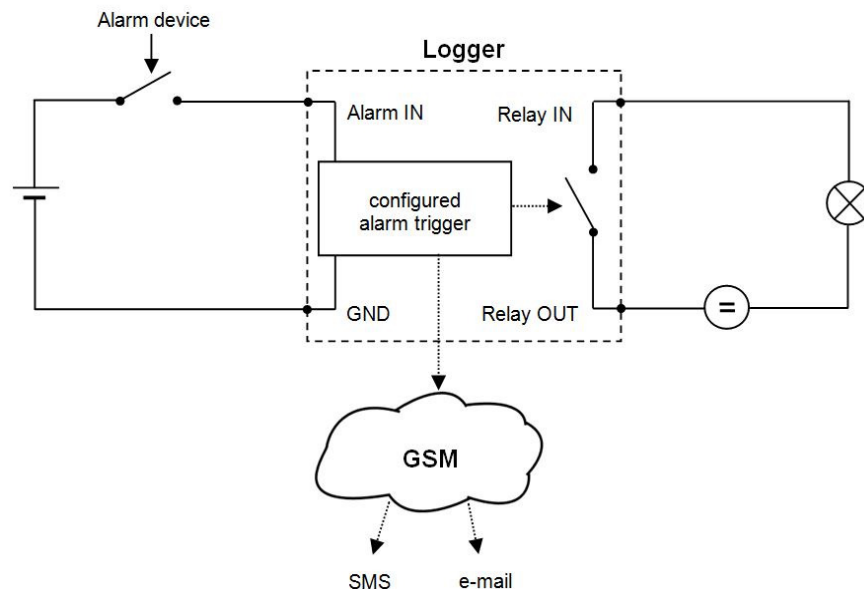 Alarm device
Logger
Alarm IN
Relay IN
configured
alarm trigger
GND
Relay OUT
=
GSM
SMS
e-mail